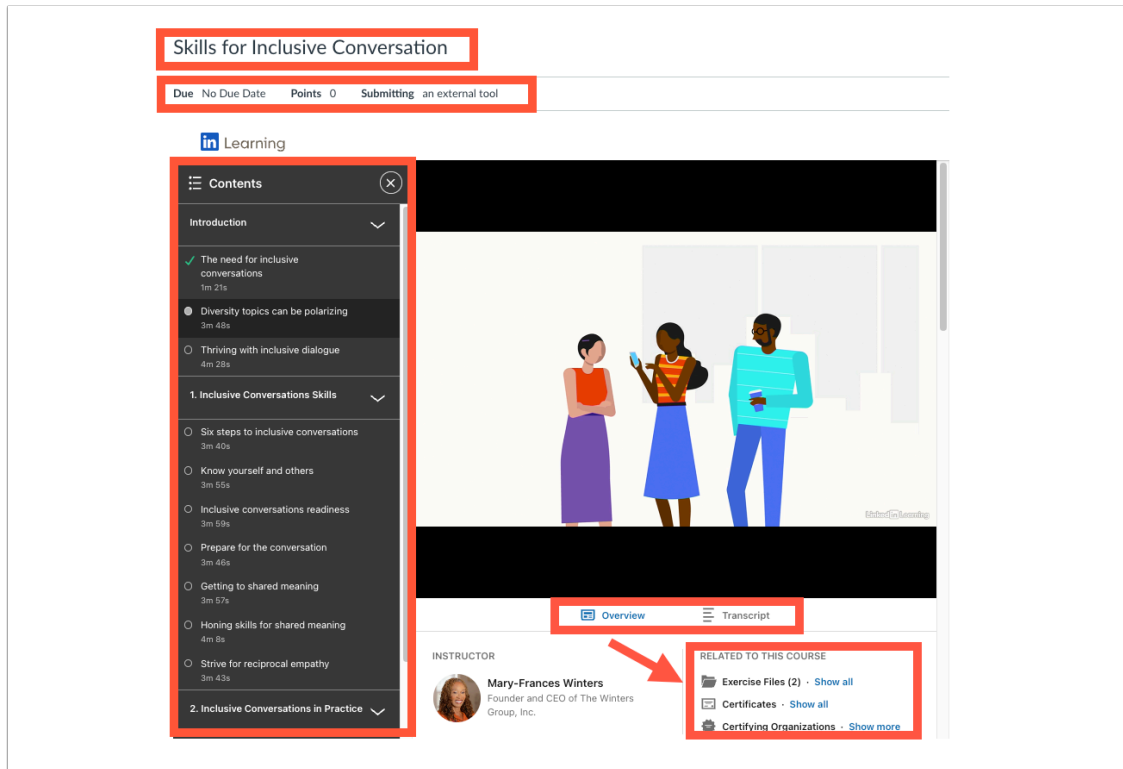 Skills for Inclusive Conversation
Due No Due Date Points 0 Submitting an external tool
in Learning
Contents
Introduction
The need for inclusive
conversations
1m 21s
Diversity topics can be polarizing
3m 48s
Thriving with inclusive dialogue
4m 28s
1. Inclusive Conversations Skills
Six steps to inclusive conversations
3m 40s
Know yourself and others
3m 55s
Inclusive conversations readiness
3m 59s
Prepare for the conversation
3m 46s
Getting to shared meaning
3m 57s
Honing skills for shared meaning
4m 8s
Strive for reciprocal empathy
3m 43s
2. Inclusive Conversations in Practice
Linked in Learning
Overview Transcript
INSTRUCTOR
Mary-Frances Winters
Founder and CEO of The Winters
Group, Inc.
RELATED TO THIS COURSE
Exercise Files (2) · Show all
Certificates · Show all
Certifying Organizations · Show more